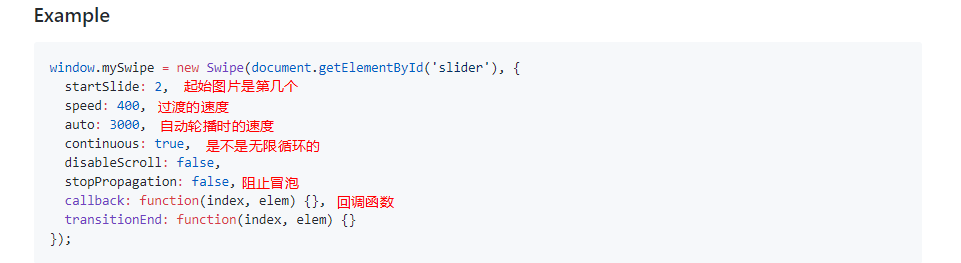 Example
window.mySwipe = new Swipe(document.getElementById('slider'), {
startSlide: 2, 起始图片是第几个
speed: 400, 过渡的速度
auto: 3000, 自动轮播时的速度
continuous: true, 是不是无限循环的
disableScroll: false,
stopPropagation: false, 阻止冒泡
callback: function(index, elem) {}, 回调函数
transitionEnd: function(index, elem) {}
});